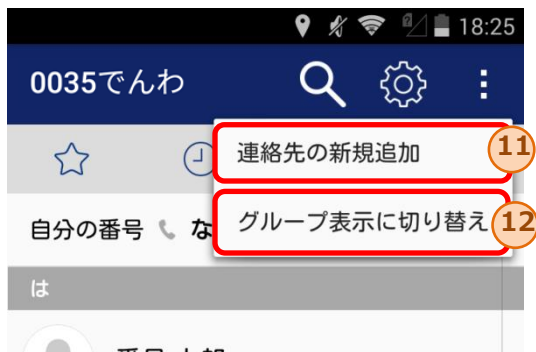 18:25
0035でんわ
連絡先の新規追加
11
自分の番号 な
グループ表示に切り替え
12
は